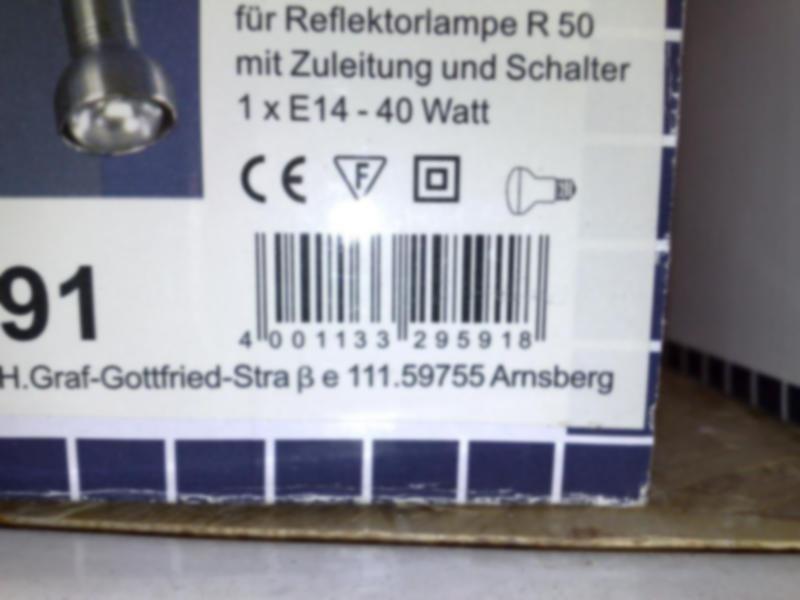 für Reflektorlampe R 50
mit Zuleitung und Schalter
1 x E14 - 40 Watt
CE F
91
4 001133 295918
H.Graf-Gottfried-Stra β e 111.59755 Arnsberg